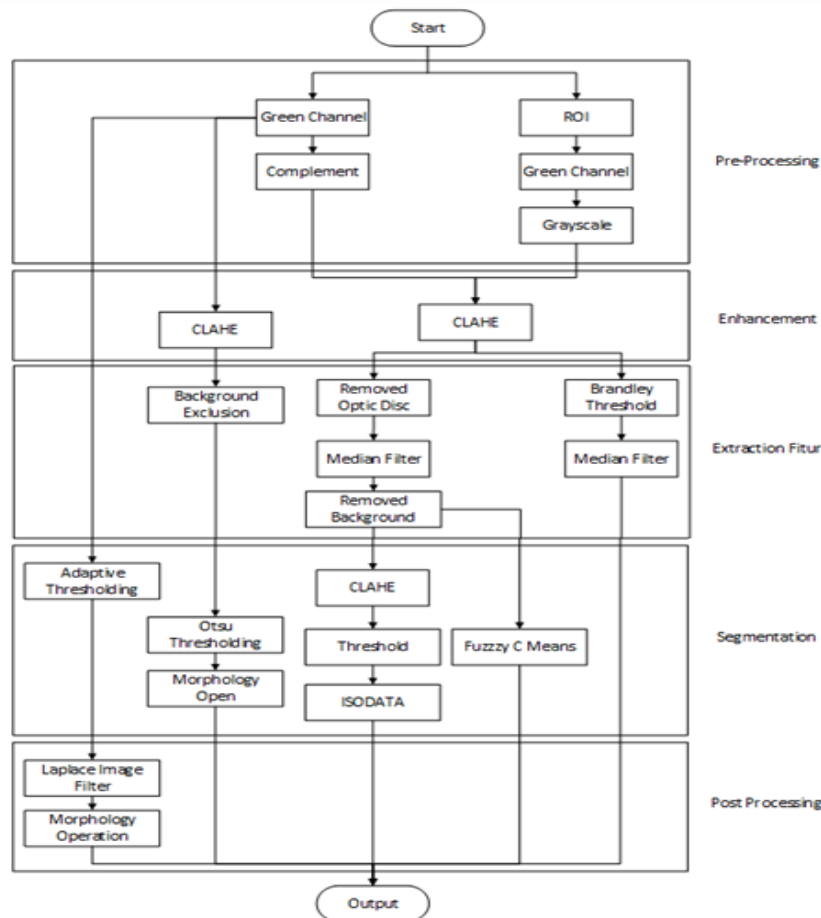 Start
Green Channel
ROI
Complement
Green Channel
Pre-Processing
Grayscale
CLAHE
CLAHE
Enhancement
Background
Exclusion
Removed
Optic Disc
Brandley
Threshold
Median Filter
Median Filter
Extraction Fitur
Removed
Background
Adaptive
Thresholding
CLAHE
Otsu
Thresholding
Threshold
Fuzzzy C Means
Segmentation
Morphology
Open
ISODATA
Laplace Image
Filter
Post Processing
Morphology
Operation
Output